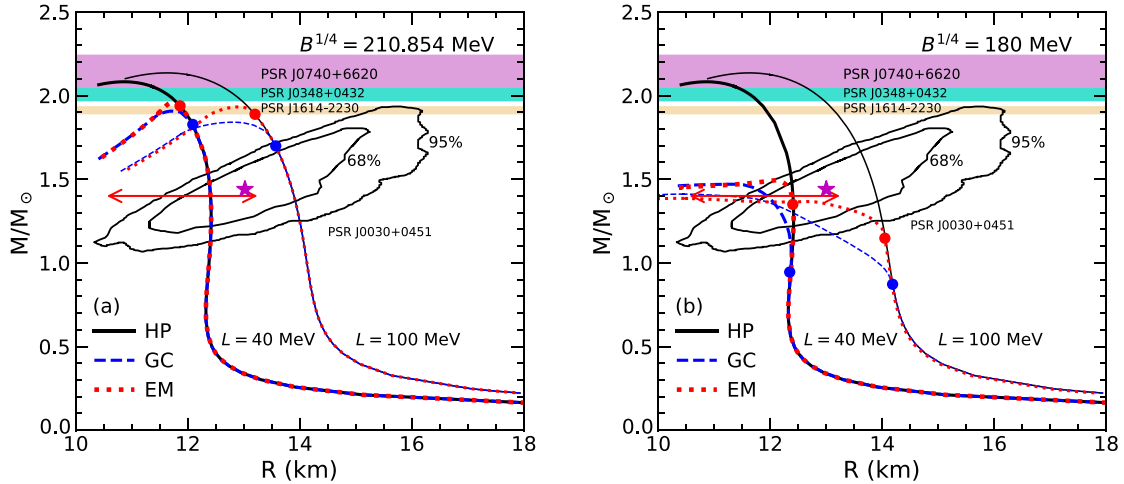 B^{1/4} = 210.854 MeV
PSR J0740+6620
PSR J0348+0432
PSR J1614-2230
95%
68%
PSR J0030+0451
(a)
HP
GC
EM
L = 40 MeV
L = 100 MeV
M/M⊙
2.5
2.0
1.5
1.0
0.5
0.0
10
12
14
16
18
R (km)
B^{1/4} = 180 MeV
PSR J0740+6620
PSR J0348+0432
PSR J1614-2230
95%
68%
PSR J0030+0451
(b)
HP
GC
EM
L = 40 MeV
L = 100 MeV
M/M⊙
2.5
2.0
1.5
1.0
0.5
0.0
10
12
14
16
18
R (km)